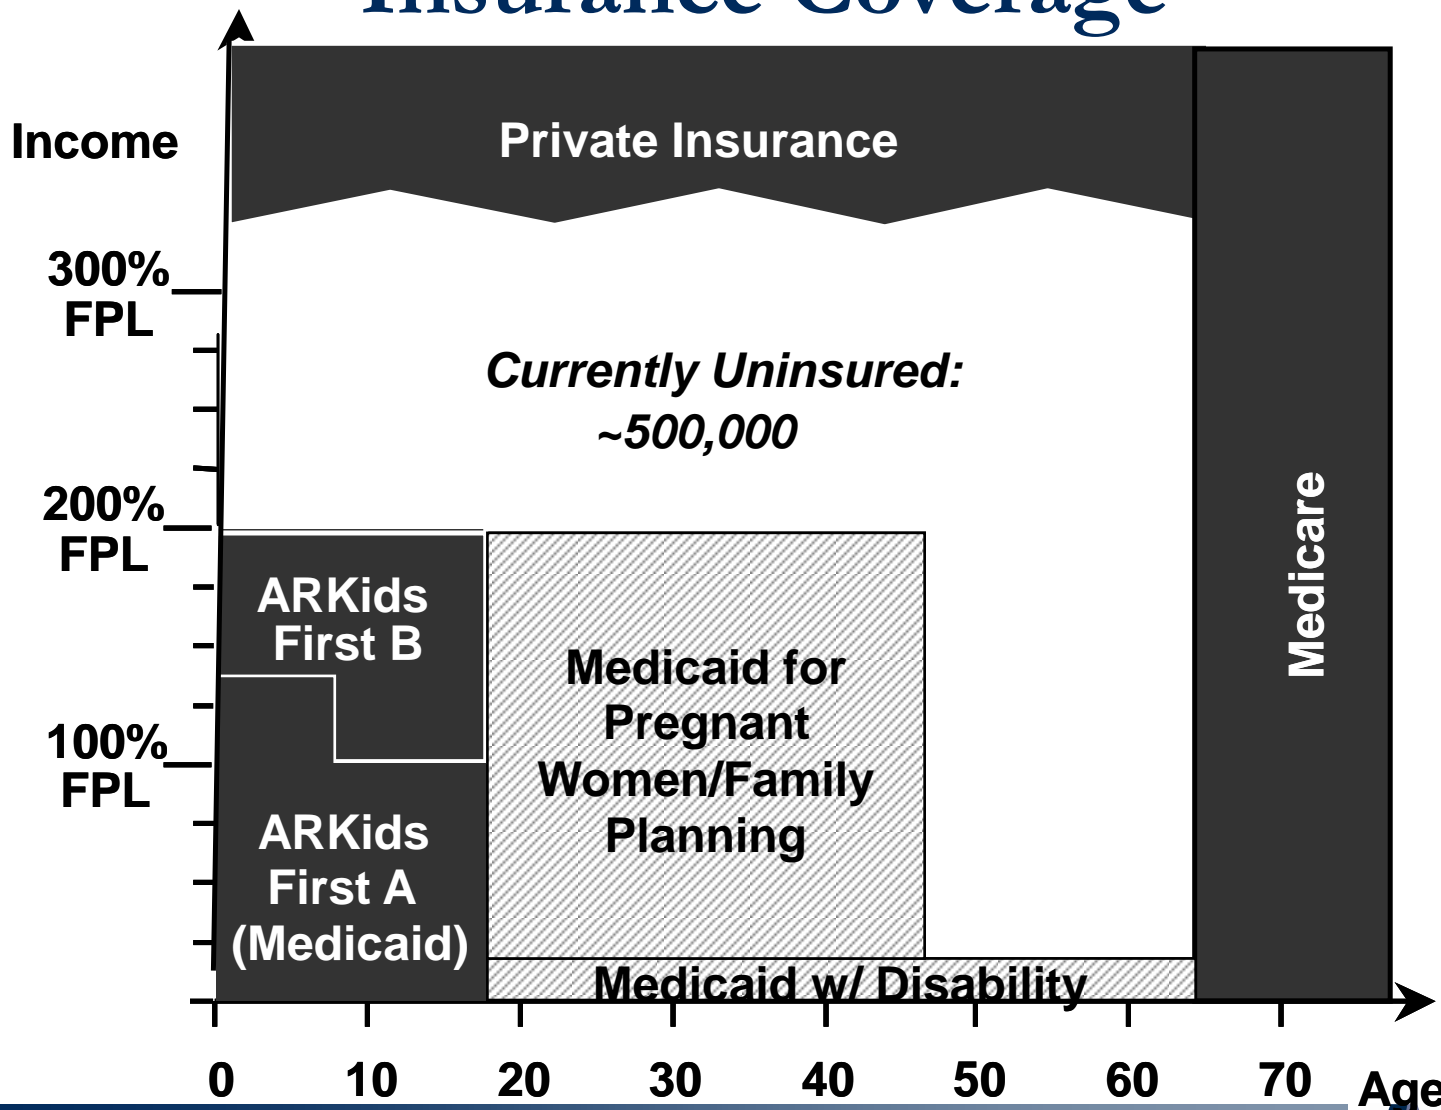 Insurance Coverage
Income
Private Insurance
300%
FPL
Currently Uninsured:
~500,000
200%
FPL
ARKids
First B
Medicare
Medicaid for
Pregnant
Women/Family
Planning
100%
FPL
ARKids
First A
(Medicaid)
Medicaid w/ Disability
0 10 20 30 40 50 60 70 Age